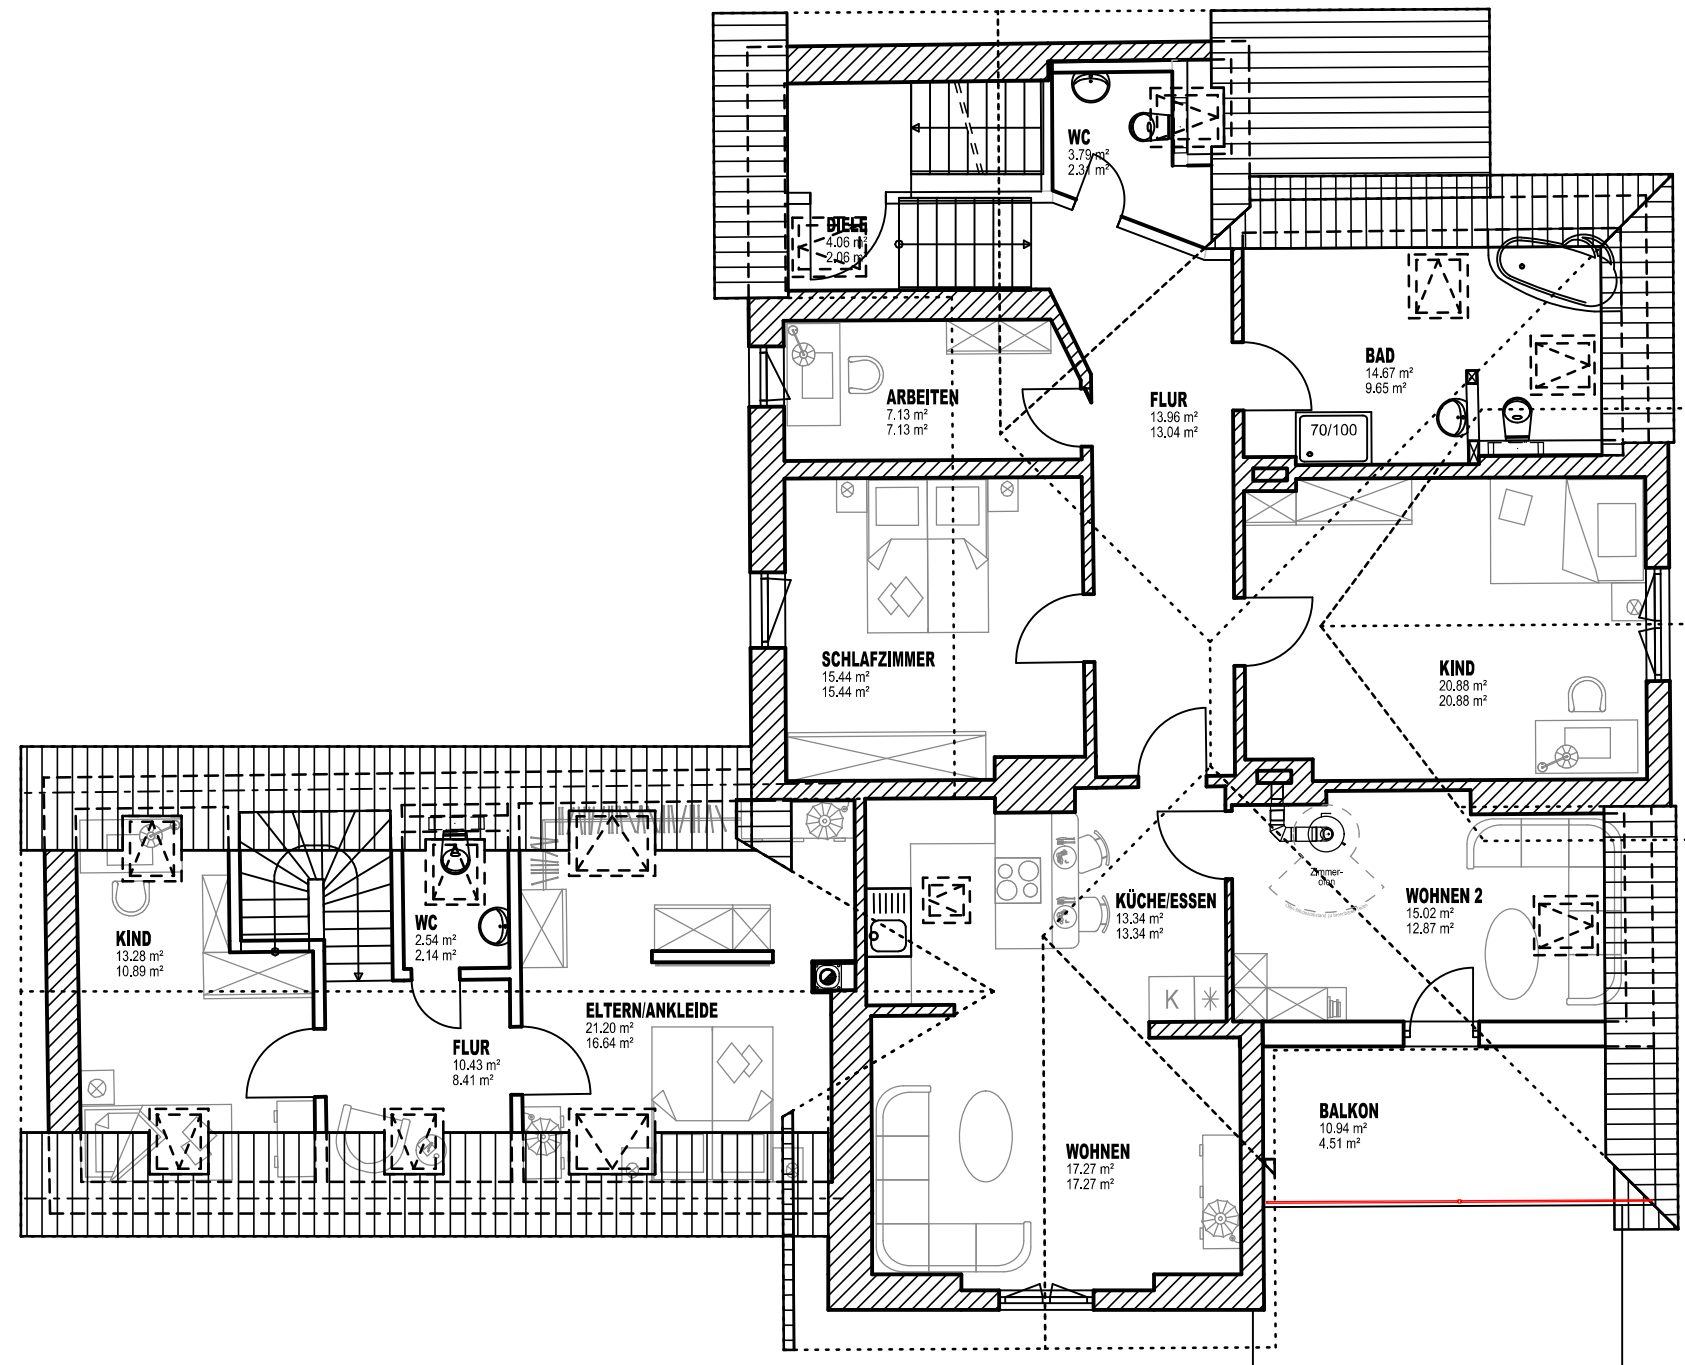 WC
3.79 m²
2.31 m²
DIELE
4.06 m²
2.06 m²
ARBEITEN
7.13 m²
7.13 m²
FLUR
13.96 m²
13.04 m²
BAD
14.67 m²
9.65 m²
70/100
SCHLAFZIMMER
15.44 m²
15.44 m²
KIND
20.88 m²
20.88 m²
KIND
13.28 m²
10.89 m²
WC
2.54 m²
2.14 m²
ELTERN/ANKLEIDE
21.20 m²
16.64 m²
FLUR
10.43 m²
8.41 m²
KÜCHE/ESSEN
13.34 m²
13.34 m²
K
Zimmer-
ofen
WOHNEN 2
15.02 m²
12.87 m²
WOHNEN
17.27 m²
17.27 m²
BALKON
10.94 m²
4.51 m²